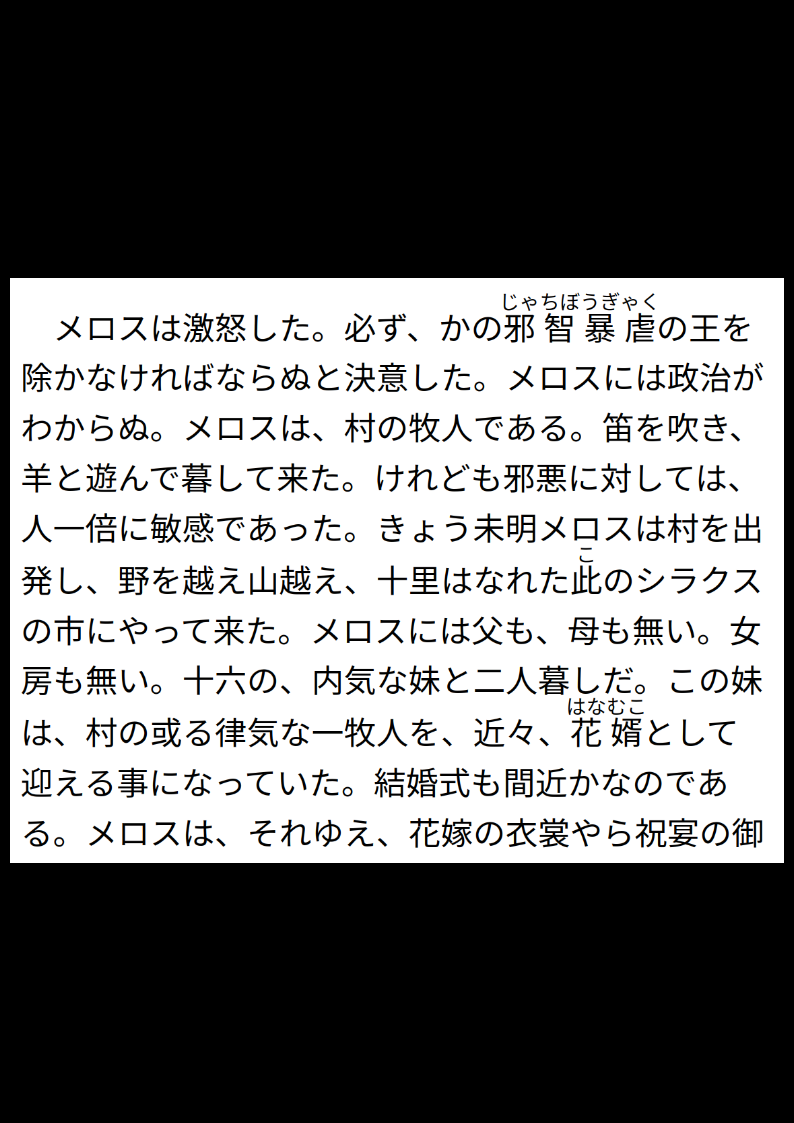 じゃちぼうぎゃく
　メロスは激怒した。必ず、かの邪智暴虐の王を
除かなければならぬと決意した。メロスには政治が
わからぬ。メロスは、村の牧人である。笛を吹き、
羊と遊んで暮して来た。けれども邪悪に対しては、
人一倍に敏感であった。きょう未明メロスは村を出
こ
発し、野を越え山越え、十里はなれた此のシラクス
の市にやって来た。メロスには父も、母も無い。女
房も無い。十六の、内気な妹と二人暮しだ。この妹
はなむこ
は、村の或る律気な一牧人を、近々、花婿として
迎える事になっていた。結婚式も間近かなのであ
る。メロスは、それゆえ、花嫁の衣裳やら祝宴の御